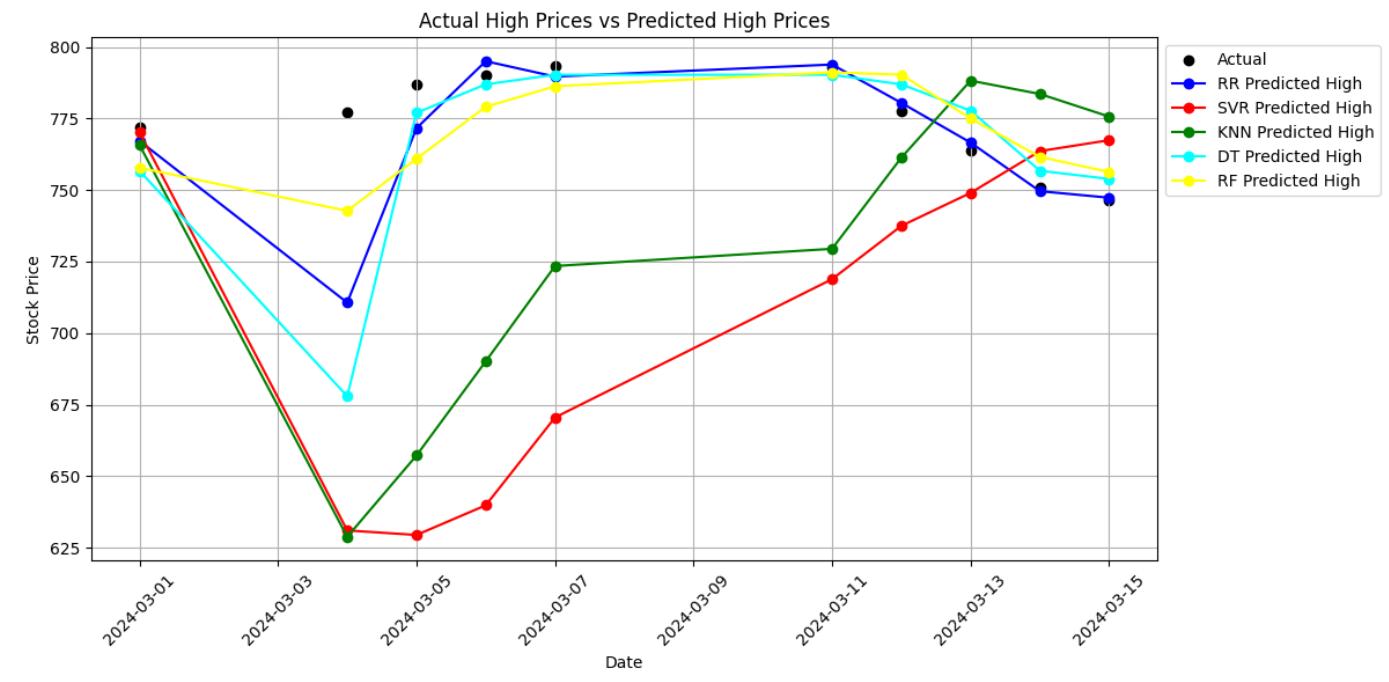 Actual High Prices vs Predicted High Prices
800
775
750
725
700
675
650
625
Stock Price
2024-03-01
2024-03-03
2024-03-05
2024-03-07
2024-03-09
2024-03-11
2024-03-13
2024-03-15
Date
Actual
RR Predicted High
SVR Predicted High
KNN Predicted High
DT Predicted High
RF Predicted High